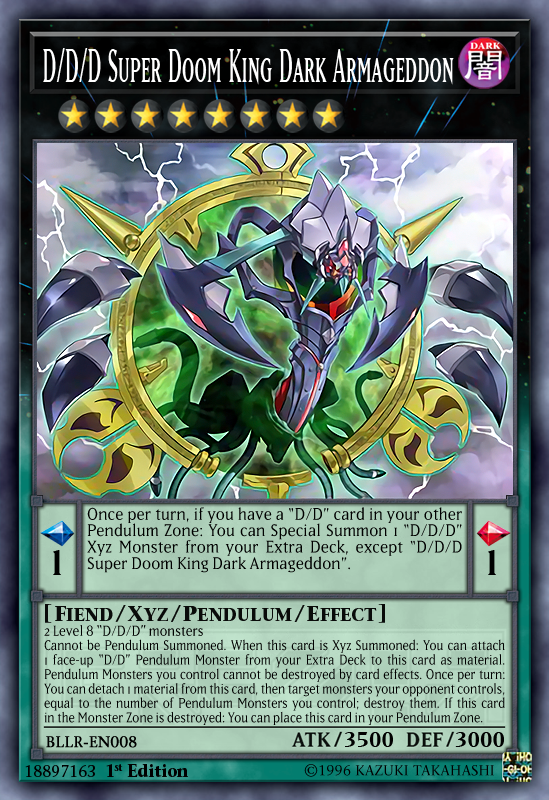 D/D/D SUPER DOOM KING DARK ARMAGEDDON
DARK
闇
Once per turn, if you have a "D/D" card in your other
Pendulum Zone: You can Special Summon 1 "D/D/D"
Xyz Monster from your Extra Deck, except "D/D/D
Super Doom King Dark Armageddon".
1
1
[FIEND/XYZ/PENDULUM/EFFECT]
2 Level 8 "D/D/D" monsters
Cannot be Pendulum Summoned. When this card is Xyz Summoned: You can attach
1 face-up "D/D" Pendulum Monster from your Extra Deck to this card as material.
Pendulum Monsters you control cannot be destroyed by card effects. Once per turn:
You can detach 1 material from this card, then target monsters your opponent controls,
equal to the number of Pendulum Monsters you control; destroy them. If this card
in the Monster Zone is destroyed: You can place this card in your Pendulum Zone.
BLLR-EN008
ATK/3500 DEF/3000
18897163
1st Edition
©1996 KAZUKI TAKAHASHI